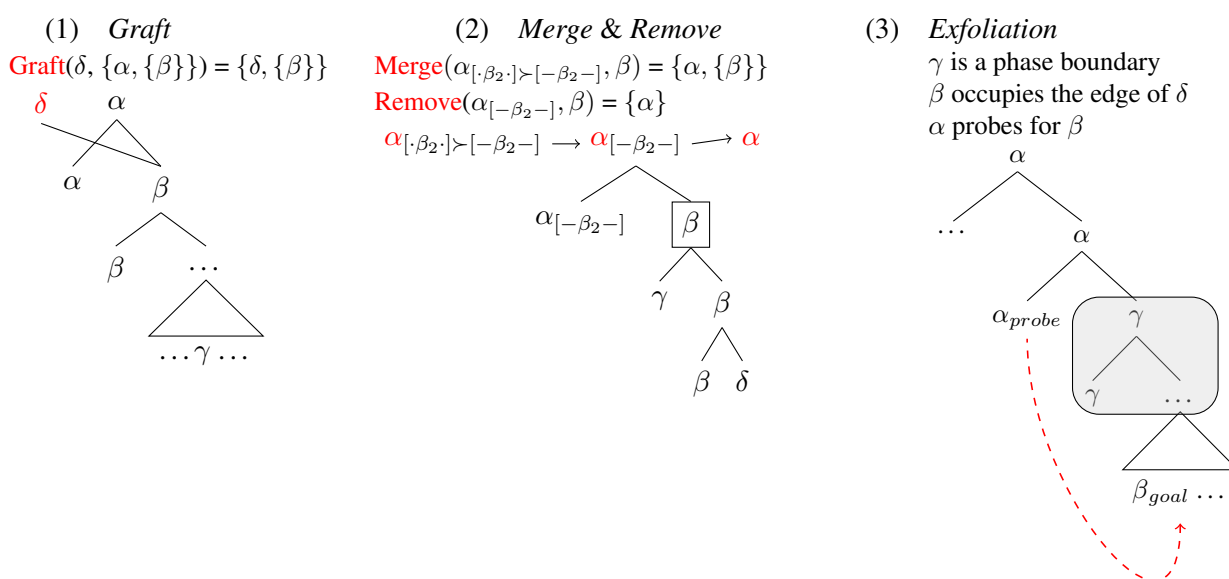 (1) Graft
Graft(δ, {α, {β}}) = {δ, {β}}
δ α
α β
β …
… γ …
(2) Merge & Remove
Merge(α[·β₂·]≻[−β₂−], β) = {α, {β}}
Remove(α[−β₂−], β) = {α}
α[·β₂·]≻[−β₂−] ⟶ α[−β₂−] ⟶ α
α[−β₂−] β
γ β
β δ
(3) Exfoliation
γ is a phase boundary
β occupies the edge of δ
α probes for β
α
… α
αprobe γ
γ …
βgoal …